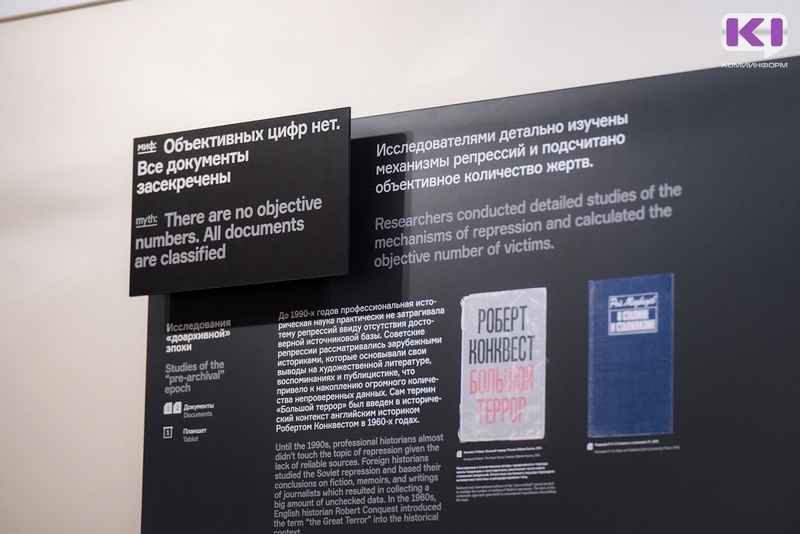 КI
КОМИИНФОРМ
миф: Объективных цифр нет.
Все документы
засекречены
myth: There are no objective
numbers. All documents
are classified
Исследователями детально изучены
механизмы репрессий и подсчитано
объективное количество жертв.
Researchers conducted detailed studies of the
mechanisms of repression and calculated the
objective number of victims.
Исследования
«доархивной»
эпохи
Studies of the
"pre-archival"
epoch
Документы
Documents
1 Планшет
Tablet
До 1990-х годов профессиональная исто-
рическая наука практически не затрагивала
тему репрессий ввиду отсутствия досто-
верной источниковой базы. Советские
репрессии рассматривались зарубежными
историками, которые основывали свои
выводы на художественной литературе,
воспоминаниях и публицистике, что
привело к накоплению огромного количе-
ства непроверенных данных. Сам термин
«Большой террор» был введен в историче-
ский контекст английским историком
Робертом Конквестом в 1960-х годах.
Until the 1990s, professional historians almost
didn't touch the topic of repression given the
lack of reliable sources. Foreign historians
studied the Soviet repression and based their
conclusions on fiction, memoirs, and writings
of journalists which resulted in collecting a
big amount of unchecked data. In the 1960s,
English historian Robert Conquest introduced
the term "the Great Terror" into the historical
context.
РОБЕРТ
КОНКВЕСТ
БОЛЬШОЙ
ТЕРРОР
Рой Медведев
О СТАЛИНЕ
И СТАЛИНИЗМЕ